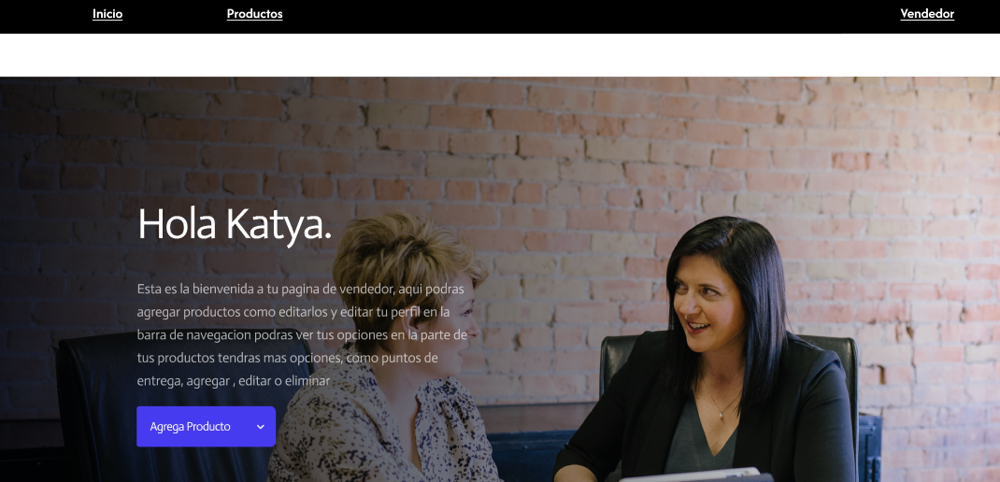 Inicio Productos Vendedor
Hola Katya.
Esta es la bienvenida a tu pagina de vendedor, aqui podras
agregar productos como editarlos y editar tu perfil en la
barra de navegacion podras ver tus opciones en la parte de
tus productos tendras mas opciones, como puntos de
entrega, agregar , editar o eliminar
Agrega Producto